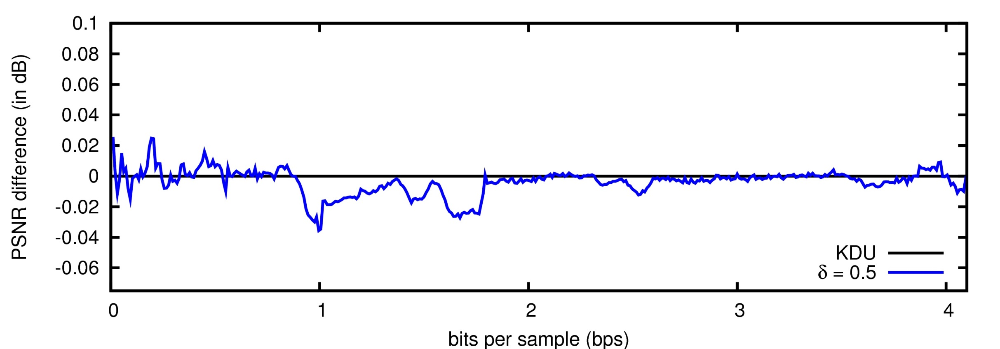 PSNR difference (in dB)
0.1
0.08
0.06
0.04
0.02
0
-0.02
-0.04
-0.06
KDU
δ = 0.5
0 1 2 3 4
bits per sample (bps)